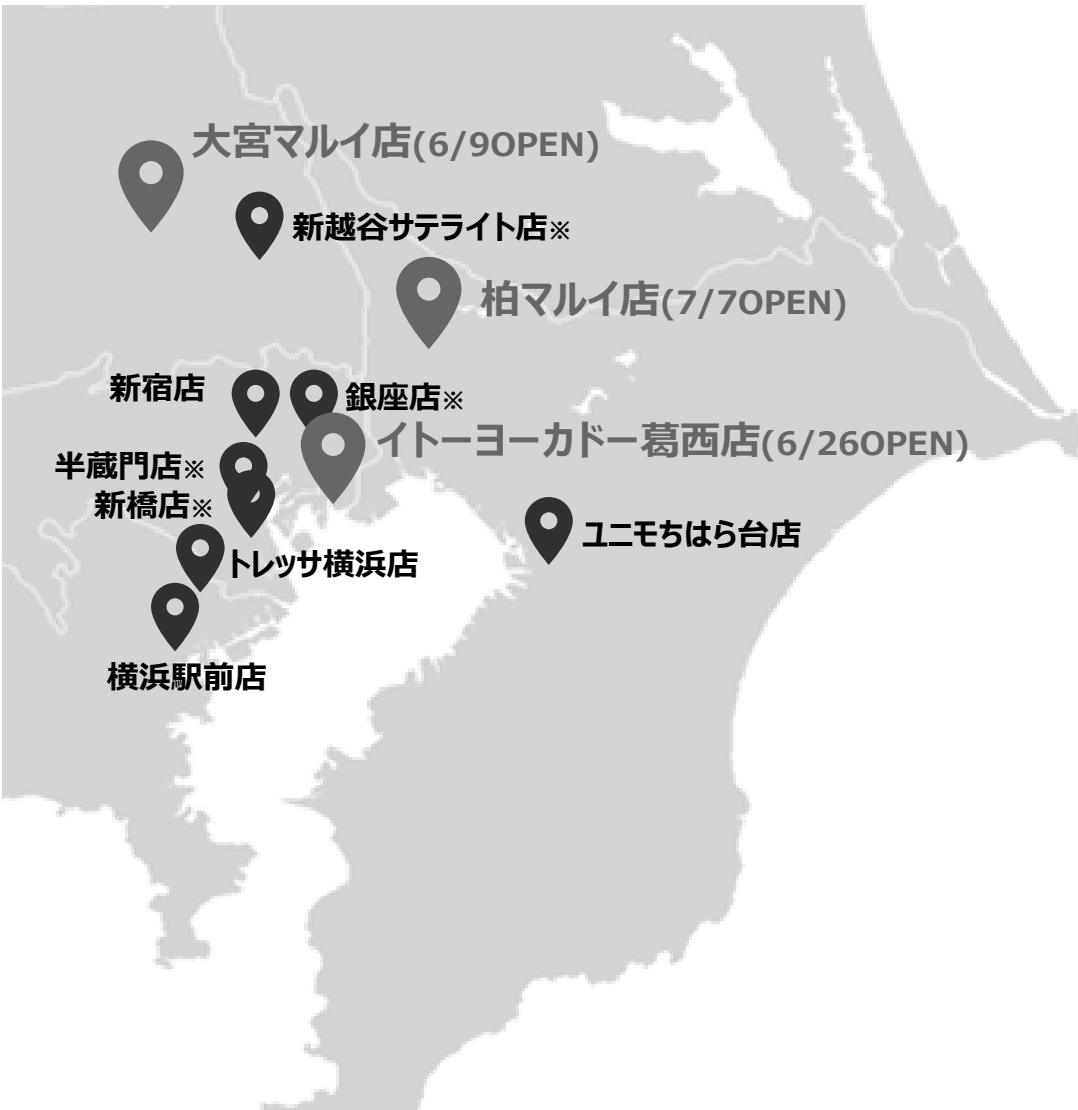 大宮マルイ店(6/9OPEN)
新越谷サテライト店※
柏マルイ店(7/7OPEN)
新宿店
銀座店※
イトーヨーカドー葛西店(6/26OPEN)
半蔵門店※
新橋店※
ユニモちはら台店
トレッサ横浜店
横浜駅前店